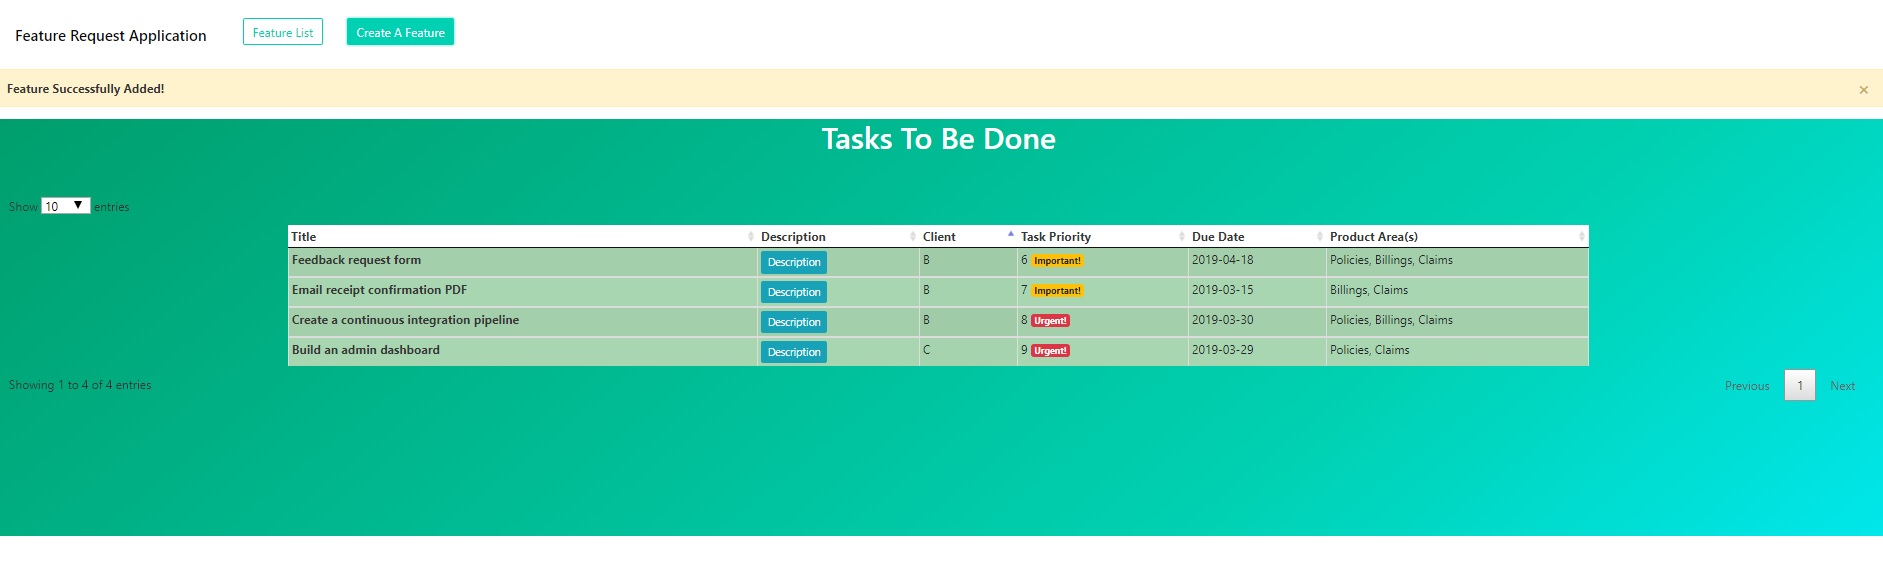 Feature Request Application Feature List Create A Feature
Feature Successfully Added! ×
Tasks To Be Done
Show 10 entries
Title Description Client Task Priority Due Date Product Area(s)
Feedback request form Description B 6 Important! 2019-04-18 Policies, Billings, Claims
Email receipt confirmation PDF Description B 7 Important! 2019-03-15 Billings, Claims
Create a continuous integration pipeline Description B 8 Urgent! 2019-03-30 Policies, Billings, Claims
Build an admin dashboard Description C 9 Urgent! 2019-03-29 Policies, Claims
Showing 1 to 4 of 4 entries Previous 1 Next